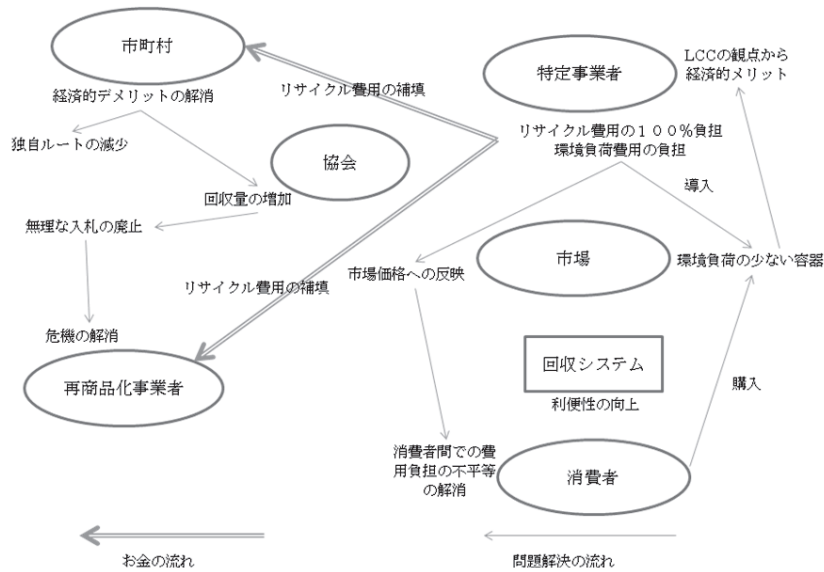 市町村
経済的デメリットの解消
独自ルートの減少
リサイクル費用の補填
協会
回収量の増加
無理な入札の廃止
リサイクル費用の補填
危機の解消
再商品化事業者
特定事業者
LCCの観点から
経済的メリット
リサイクル費用の１００％負担
環境負荷費用の負担
導入
市場
市場価格への反映
環境負荷の少ない容器
回収システム
利便性の向上
購入
消費者間での費
用負担の不平等
の解消
消費者
お金の流れ
問題解決の流れ